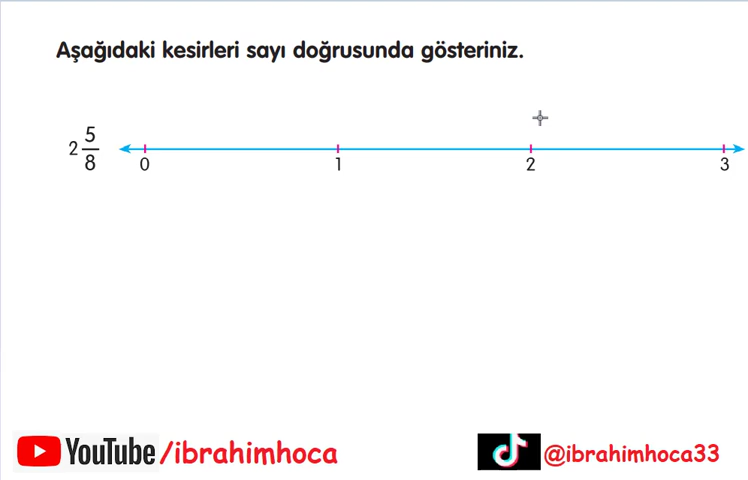 Aşağıdaki kesirleri sayı doğrusunda gösteriniz.
2 5/8
0 1 2 3
YouTube /ibrahimhoca
@ibrahimhoca33